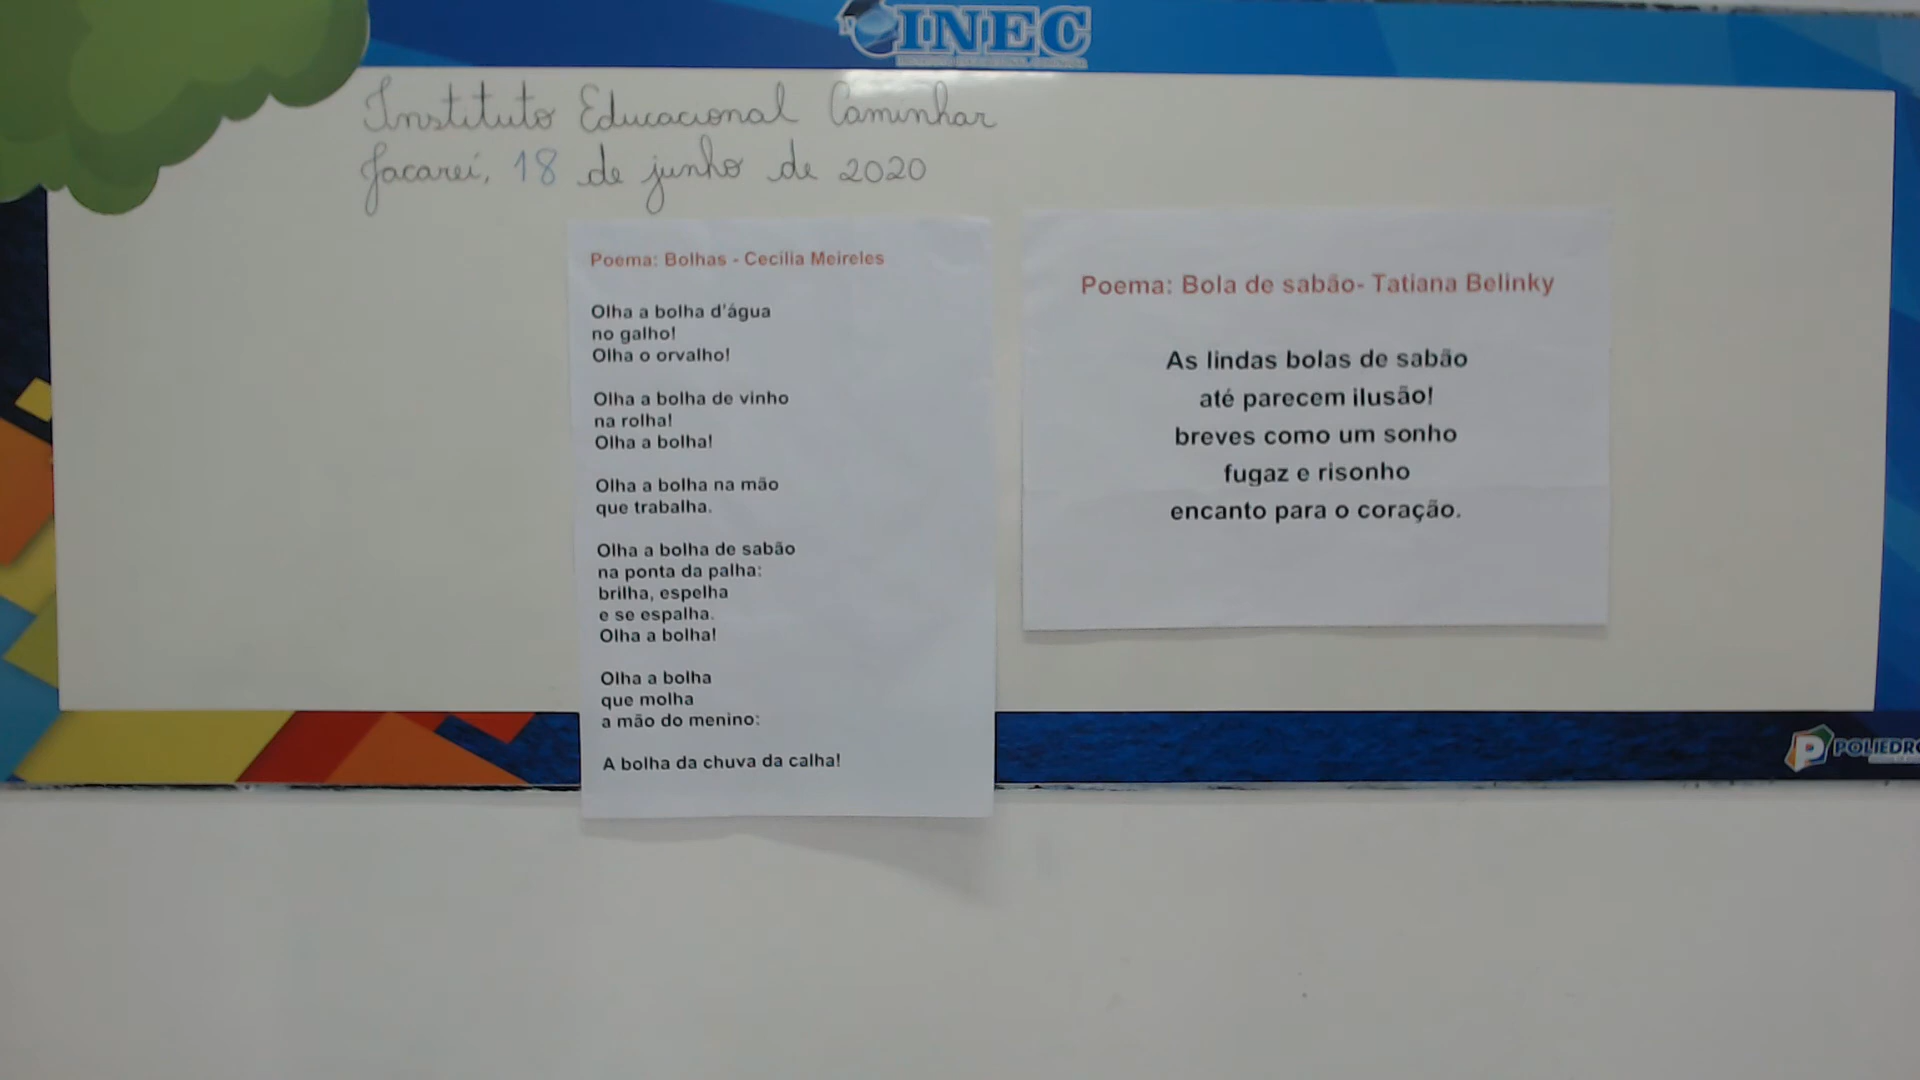 INEC
Instituto Educacional Caminhar
Jacareí, 18 de junho de 2020
Poema: Bolhas - Cecília Meireles
Olha a bolha d'água
no galho!
Olha o orvalho!
Olha a bolha de vinho
na rolha!
Olha a bolha!
Olha a bolha na mão
que trabalha.
Olha a bolha de sabão
na ponta da palha:
brilha, espelha
e se espalha.
Olha a bolha!
Olha a bolha
que molha
a mão do menino:
A bolha da chuva da calha!
Poema: Bola de sabão- Tatiana Belinky
As lindas bolas de sabão
até parecem ilusão!
breves como um sonho
fugaz e risonho
encanto para o coração.
POLIEDRO